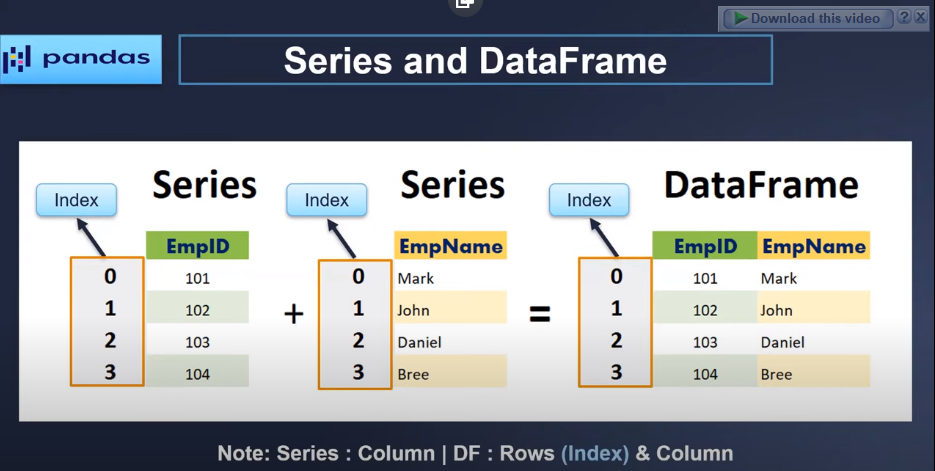 Download this video ? X
pandas
Series and DataFrame
Series
Series
DataFrame
Index
Index
Index
EmpID
EmpName
EmpID EmpName
0 101
0 Mark
0 101 Mark
1 102
1 John
1 102 John
+
=
2 103
2 Daniel
2 103 Daniel
3 104
3 Bree
3 104 Bree
Note: Series : Column | DF : Rows (Index) & Column